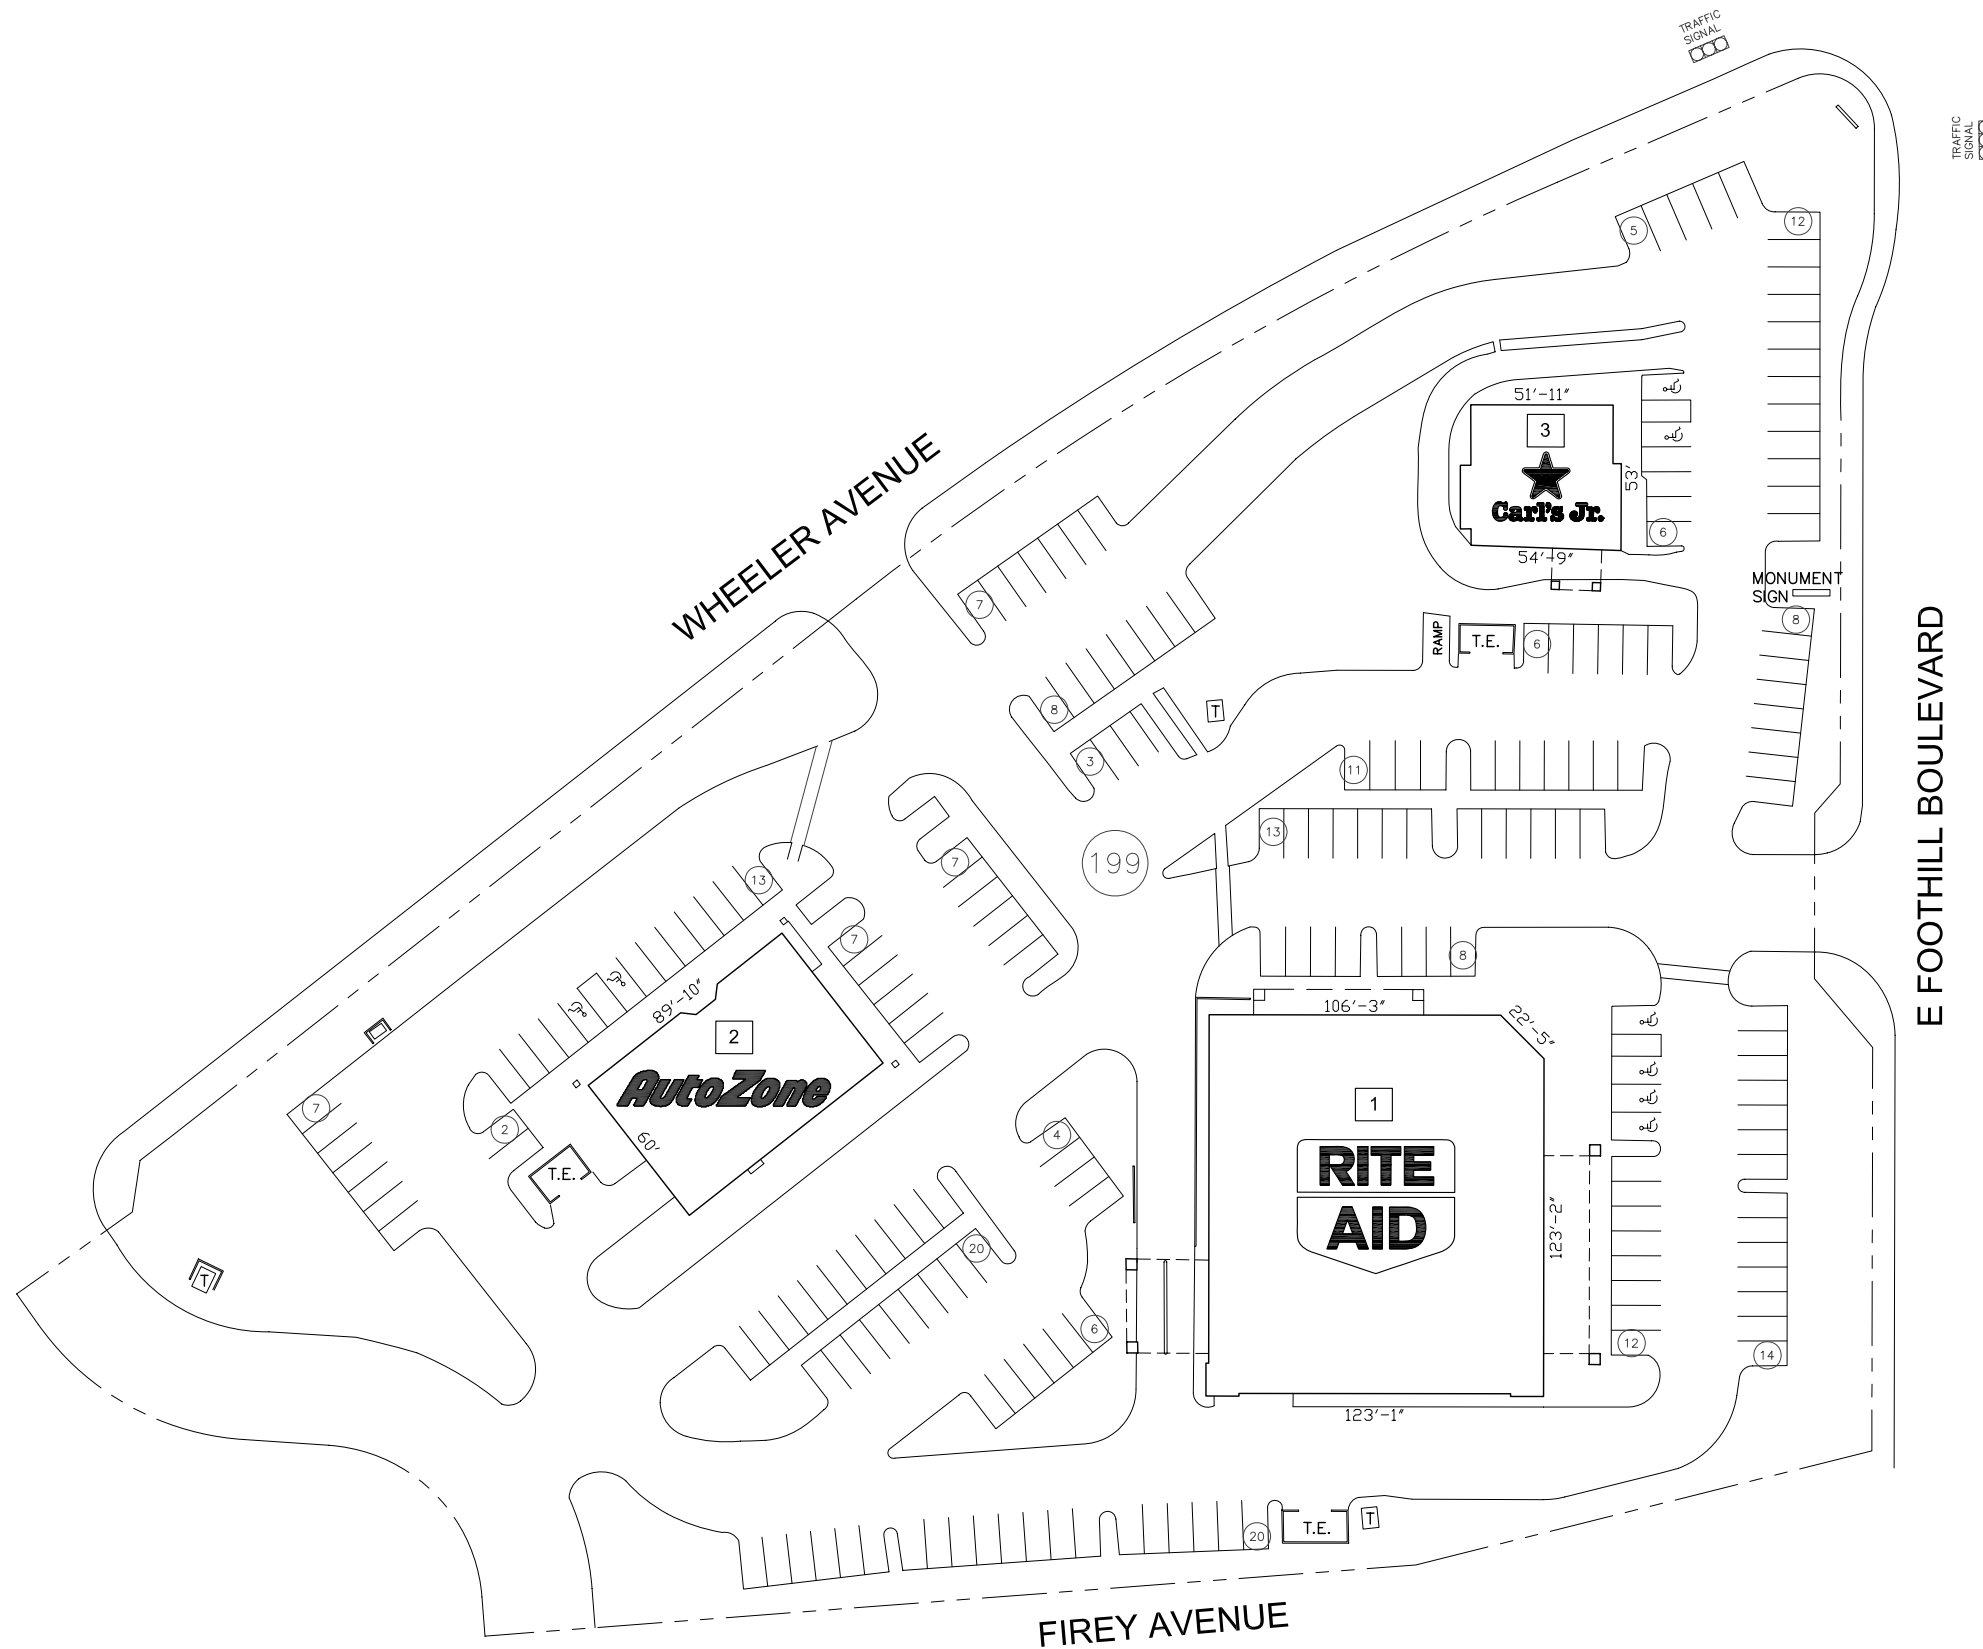 TRAFFIC
SIGNAL
TRAFFIC
SIGNAL
5
12
51'-11"
3
53'
Carl's Jr.
6
54'-9"
WHEELER AVENUE
7
MONUMENT
SIGN
8
RAMP
T.E.
6
8
T
3
11
13
199
E FOOTHILL BOULEVARD
13
7
7
8
89'-10"
2
AutoZone
60'
106'-3"
22'-5"
1
RITE
AID
7
2
T.E.
4
123'-2"
T
20
6
12
14
123'-1"
20
T.E.
T
FIREY AVENUE